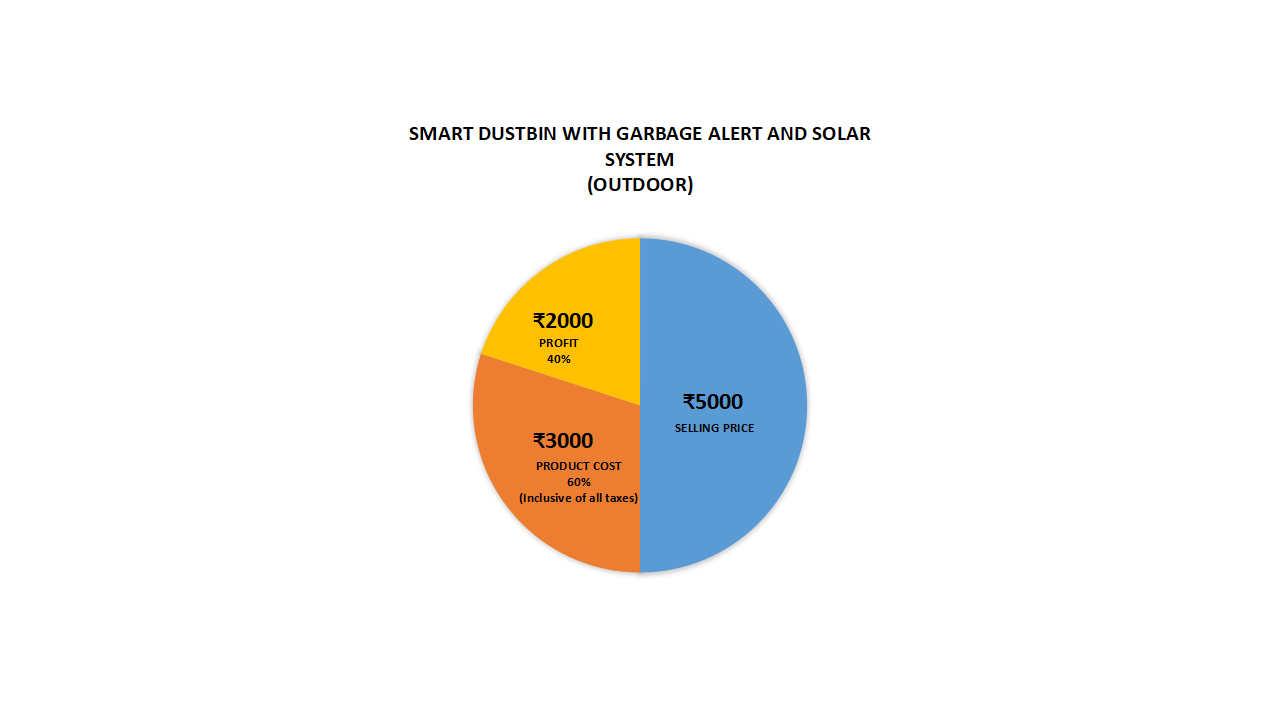 SMART DUSTBIN WITH GARBAGE ALERT AND SOLAR
SYSTEM
(OUTDOOR)
₹2000
PROFIT
40%
₹5000
SELLING PRICE
₹3000
PRODUCT COST
60%
(Inclusive of all taxes)